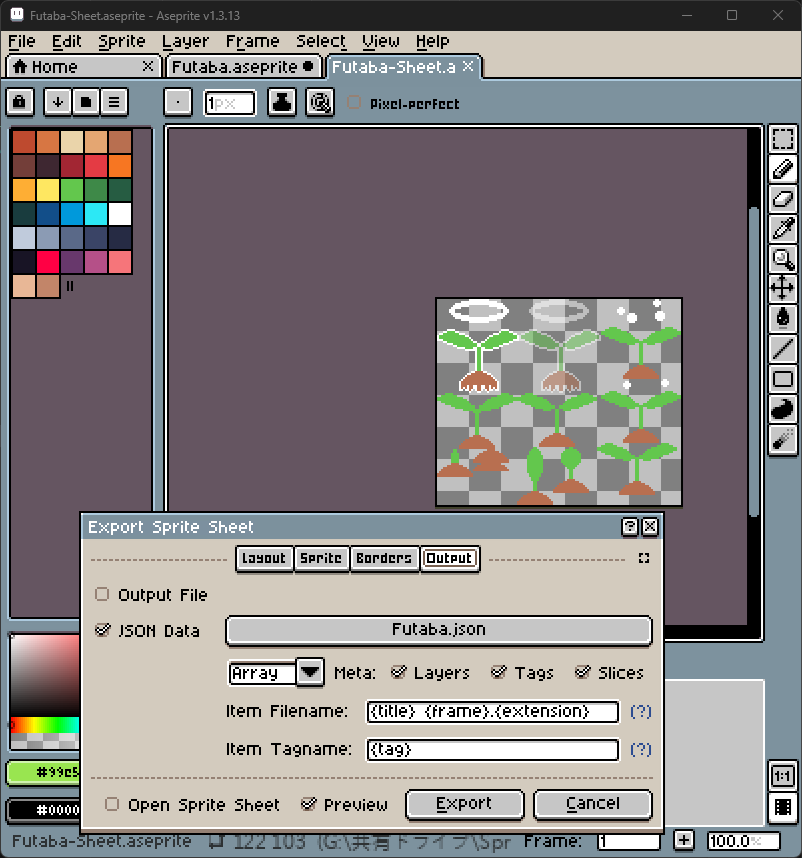 Futaba-Sheet.aseprite - Aseprite v1.3.13
File Edit Sprite Layer Frame Select View Help
Home Futaba.aseprite Futaba-Sheet.a
1px Pixel-perfect
Export Sprite Sheet
Layout Sprite Borders Output
Output File
JSON Data Futaba.json
Array Meta: Layers Tags Slices
Item Filename: {title} {frame}.{extension} (?)
Item Tagname: {tag} (?)
Open Sprite Sheet Preview Export Cancel
#99e5
#0000
1:1
Futaba-Sheet.aseprite 122 103 (G:\共有ドライブ\Spr Frame: 1 100.0%